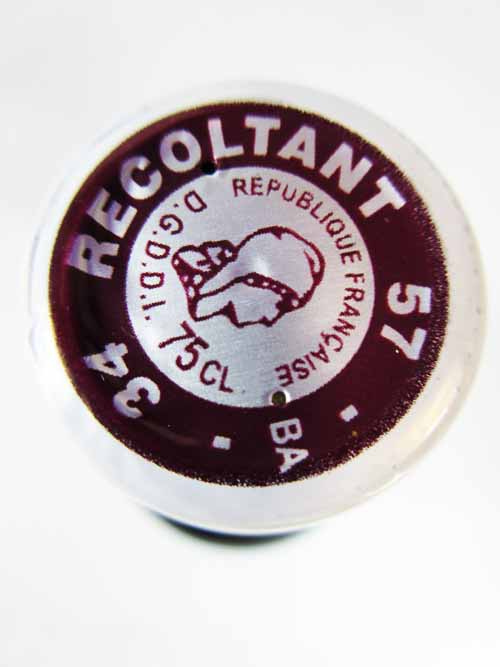 RECOLTANT
57
BA
34
RÉPUBLIQUE FRANÇAISE
D.G.D.D.I.
75CL